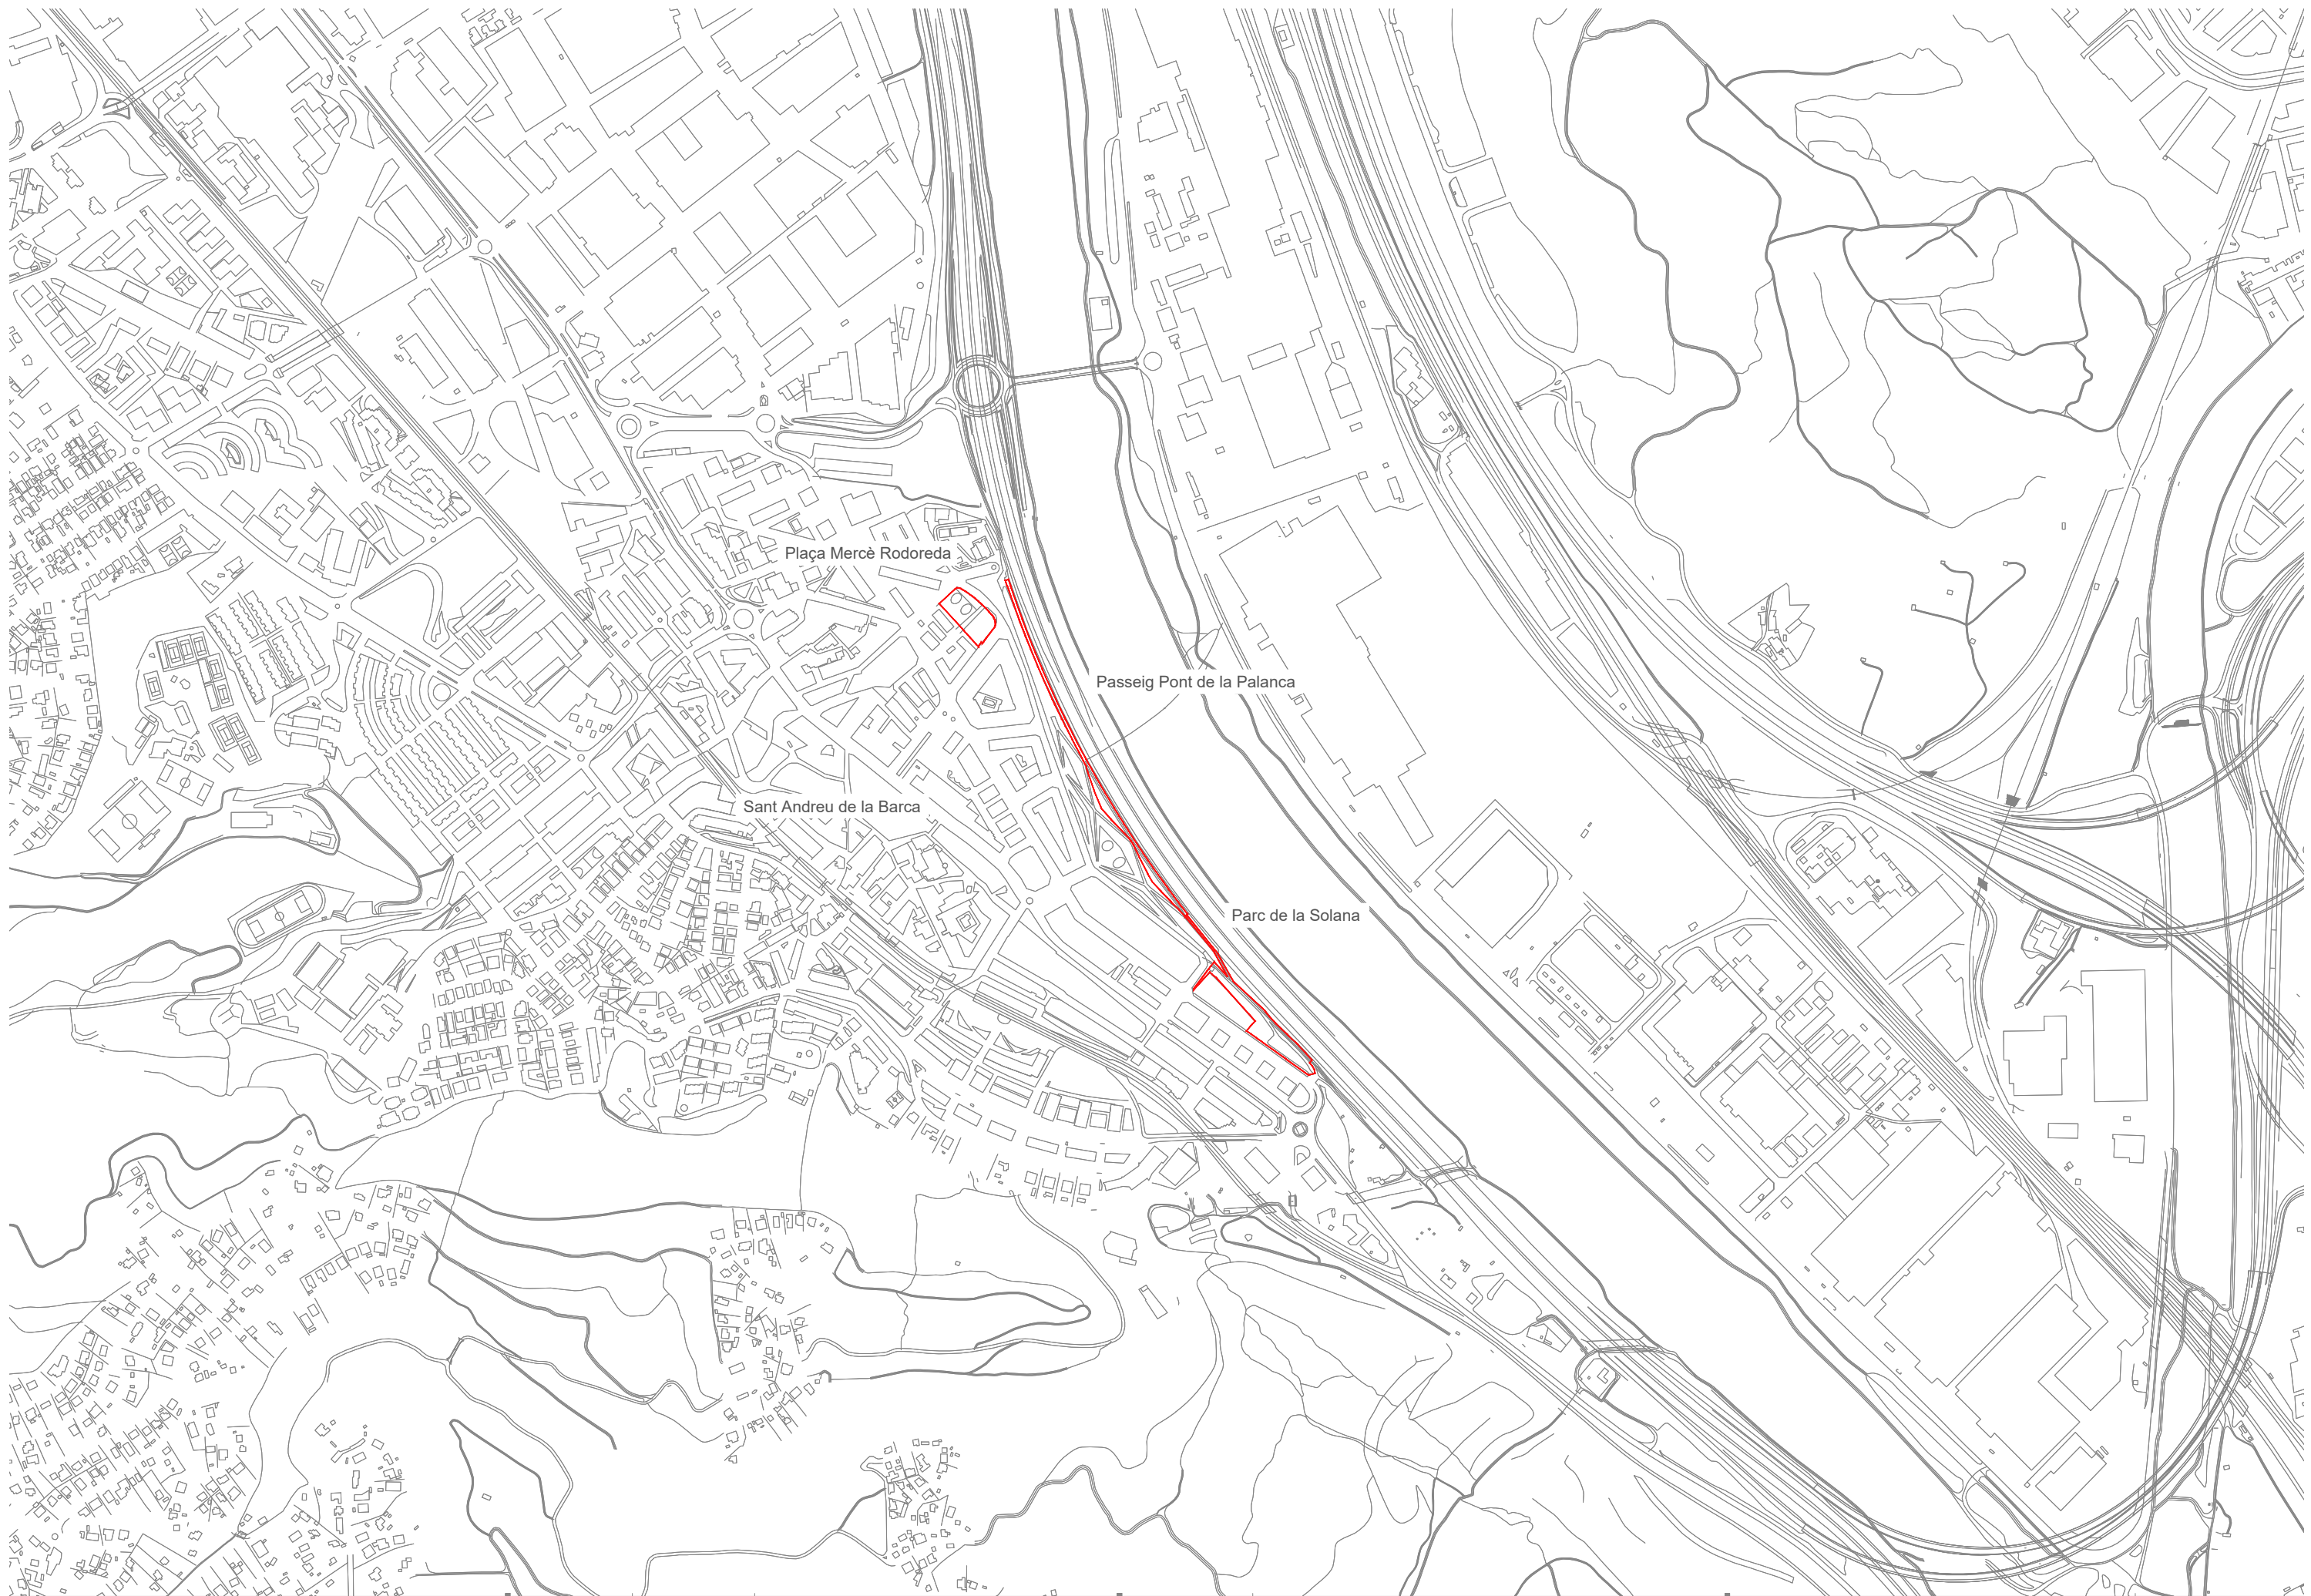 Plaça Mercè Rodoreda
Passeig Pont de la Palanca
Sant Andreu de la Barca
Parc de la Solana